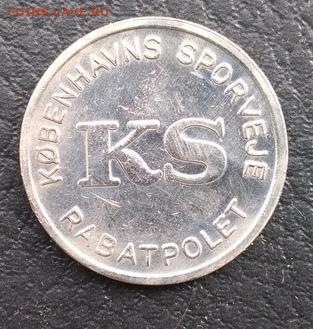 COINS.LAVE.RU
KØBENHAVNS SPORVEJE
KS
RABATPOLET